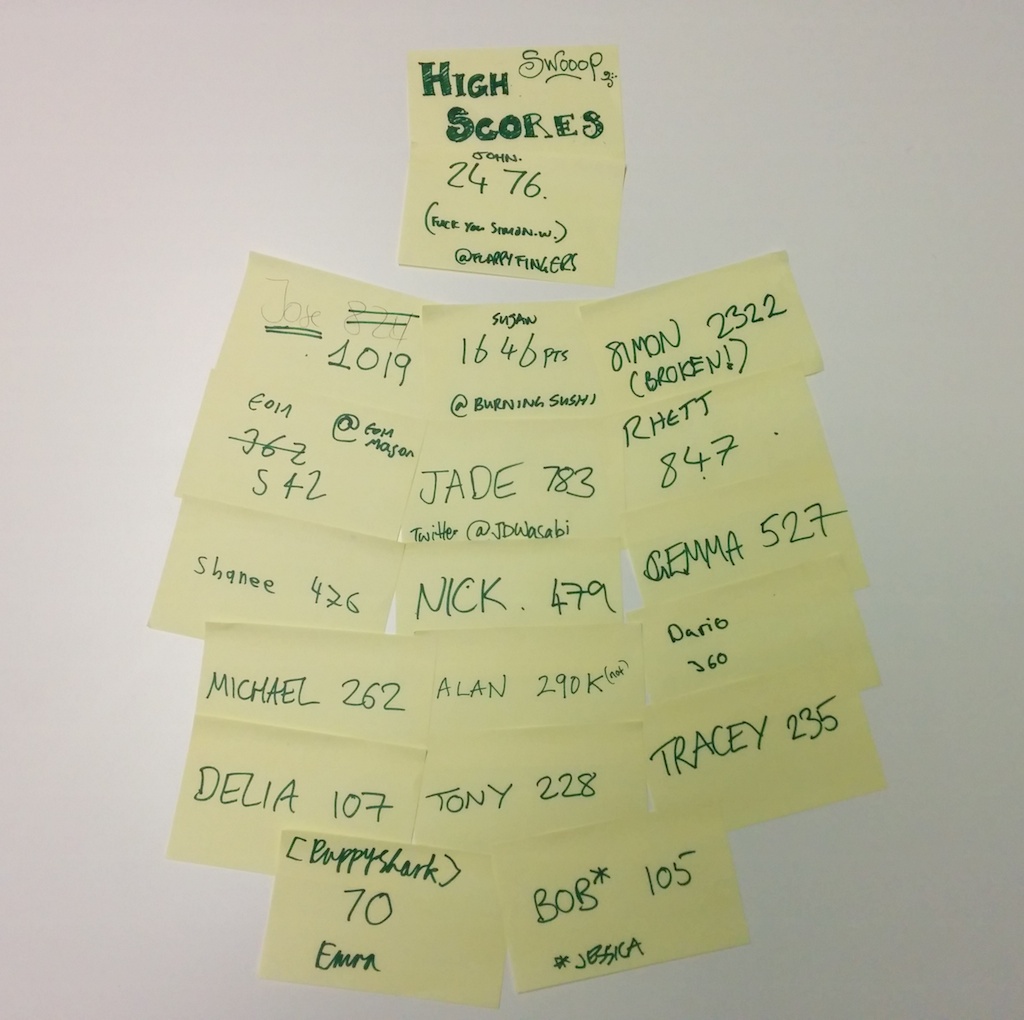 HIGH SWOOOP
SCORES
JOHN.
2476.
(FUCK YOU SIMON.W.)
@FLAPPYFINGERS
Jose 824
1019
SUJAN
1646 PTS
@BURNINGSUSHI
SIMON 2322
(BROKEN!)
EOIN
362
542
@EOIN
MASON
JADE 783
Twitter @JDWasabi
RHETT
847
Shanee 426
NICK. 479
GEMMA 527
MICHAEL 262
ALAN 290K (not)
Dario
360
DELIA 107
TONY 228
TRACEY 235
(Puppyshark)
70
Emma
BOB* 105
*JESSICA